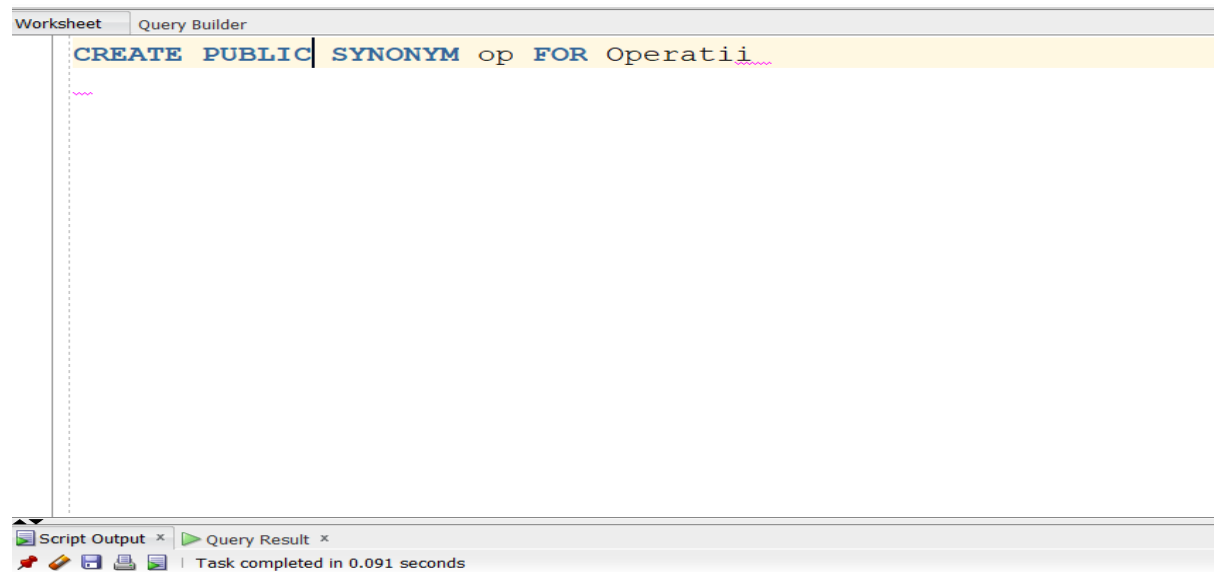 Worksheet Query Builder
CREATE PUBLIC SYNONYM op FOR Operatii
Script Output × Query Result ×
Task completed in 0.091 seconds